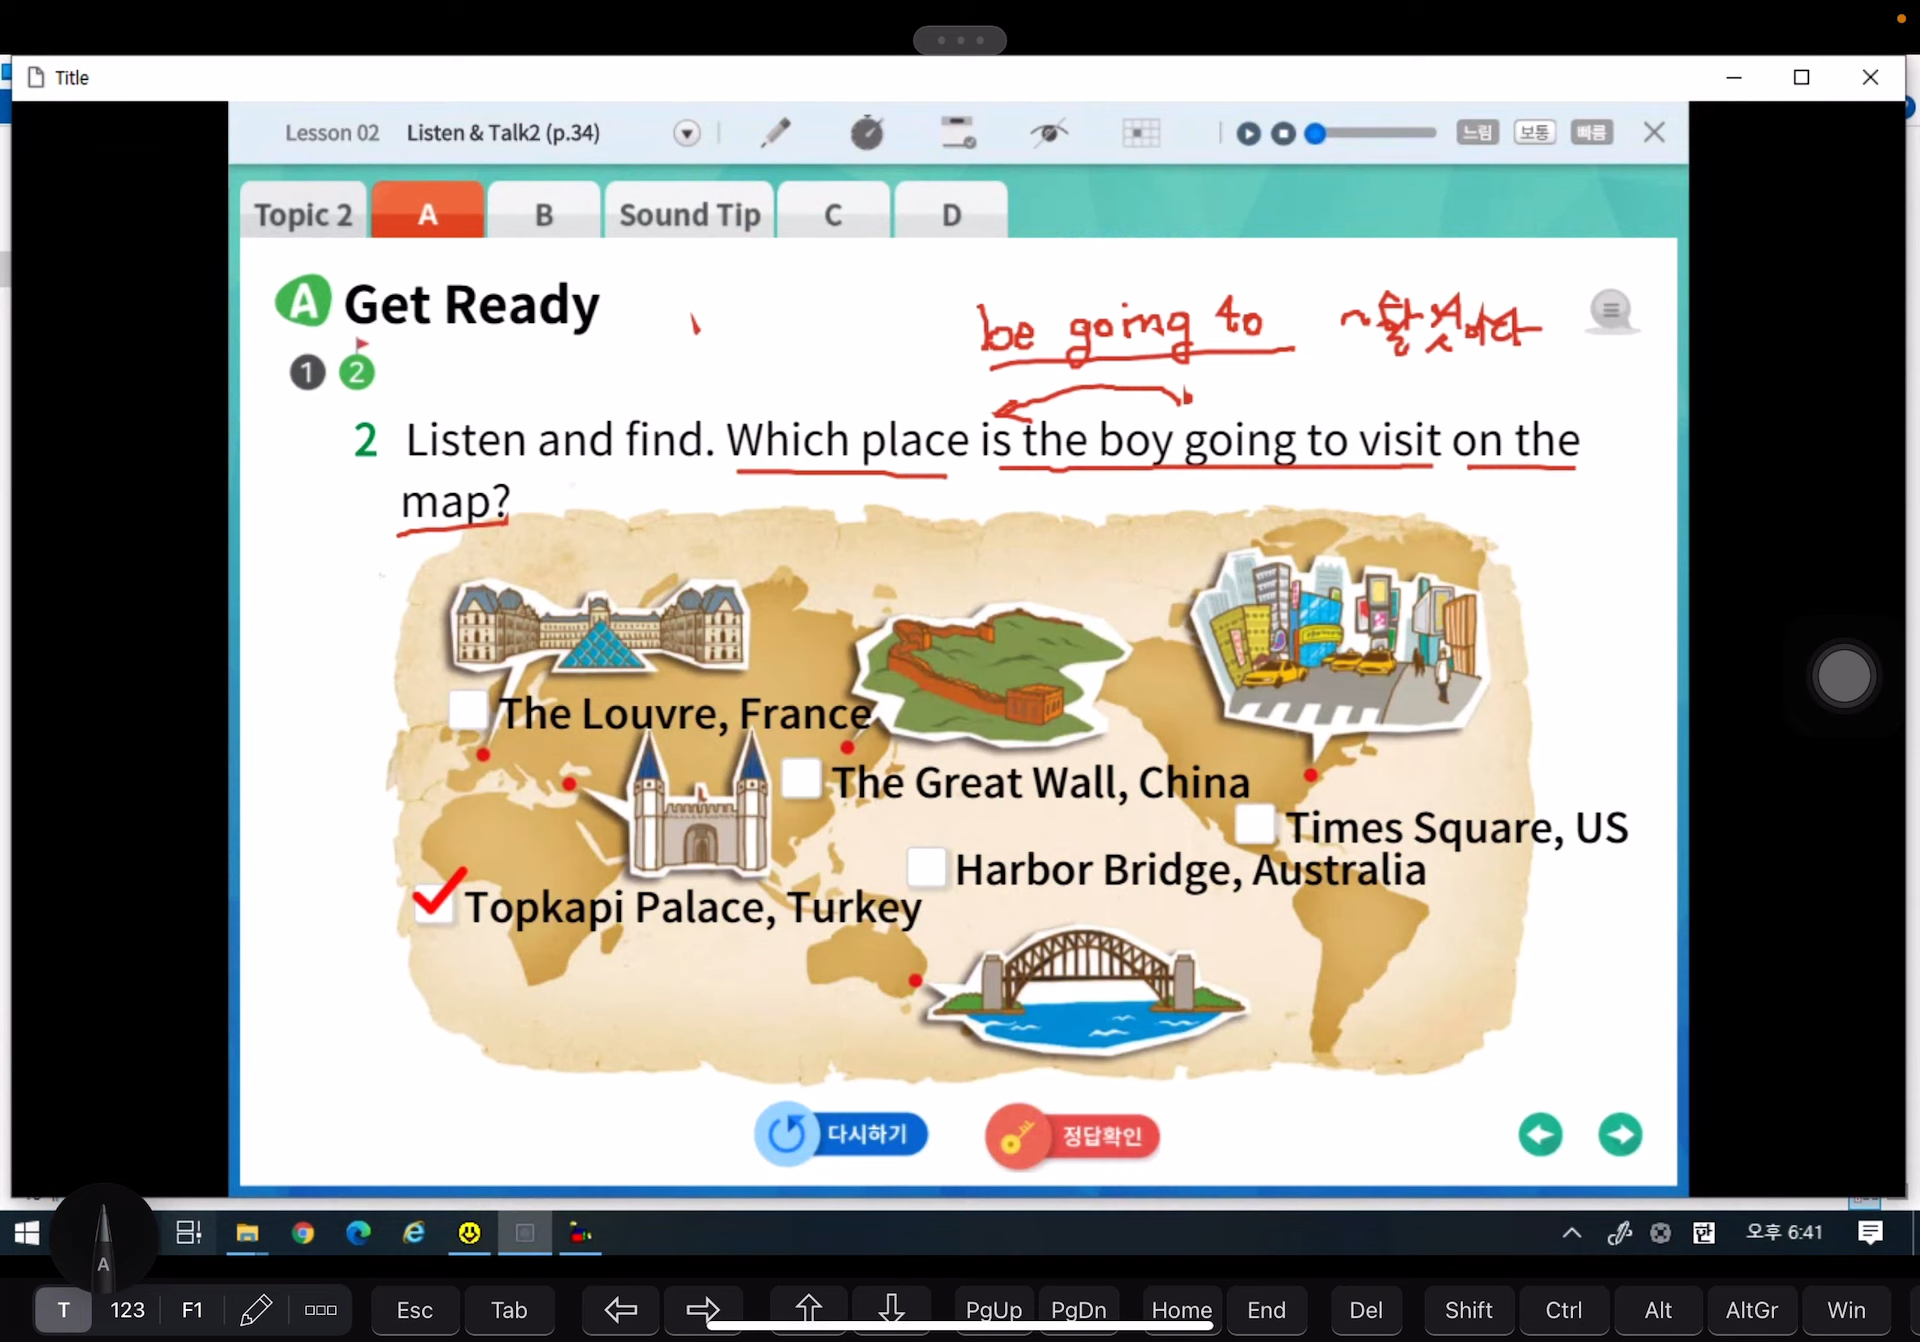 Title
Lesson 02 Listen & Talk2 (p.34) 느림 보통 빠름
Topic 2 A B Sound Tip C D
A Get Ready
be going to ~할 것이다
1 2
2 Listen and find. Which place is the boy going to visit on the
map?
The Louvre, France
The Great Wall, China
Times Square, US
Harbor Bridge, Australia
Topkapi Palace, Turkey
다시하기 정답확인
한 오후 6:41
A
T 123 F1 Esc Tab PgUp PgDn Home End Del Shift Ctrl Alt AltGr Win